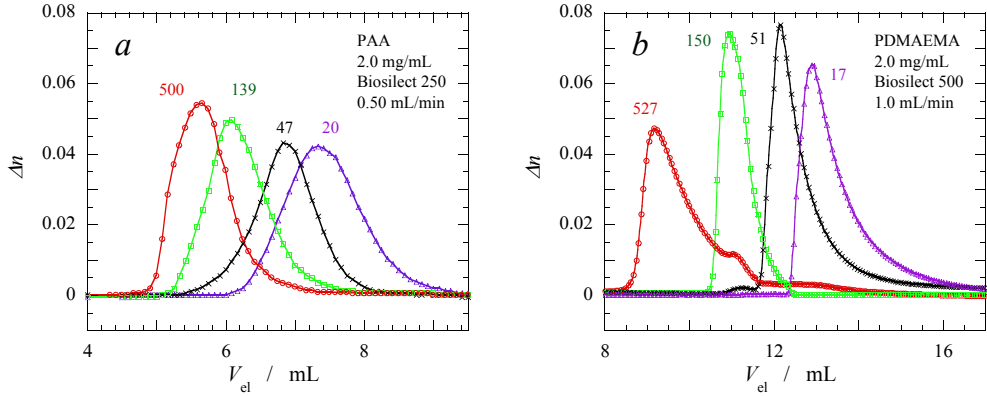 a
PAA
2.0 mg/mL
Biosilect 250
0.50 mL/min
500
139
47
20
0.08
0.06
0.04
0.02
0
Δn
4
6
8
V_el / mL
b
PDMAEMA
2.0 mg/mL
Biosilect 500
1.0 mL/min
527
150
51
17
0.08
0.06
0.04
0.02
0
Δn
8
12
16
V_el / mL